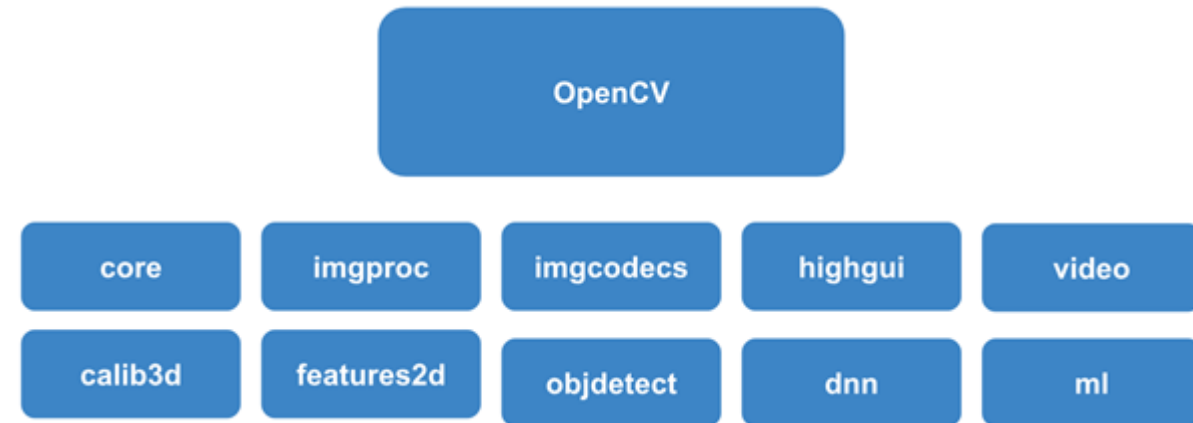 OpenCV
core
imgproc
imgcodecs
highgui
video
calib3d
features2d
objdetect
dnn
ml